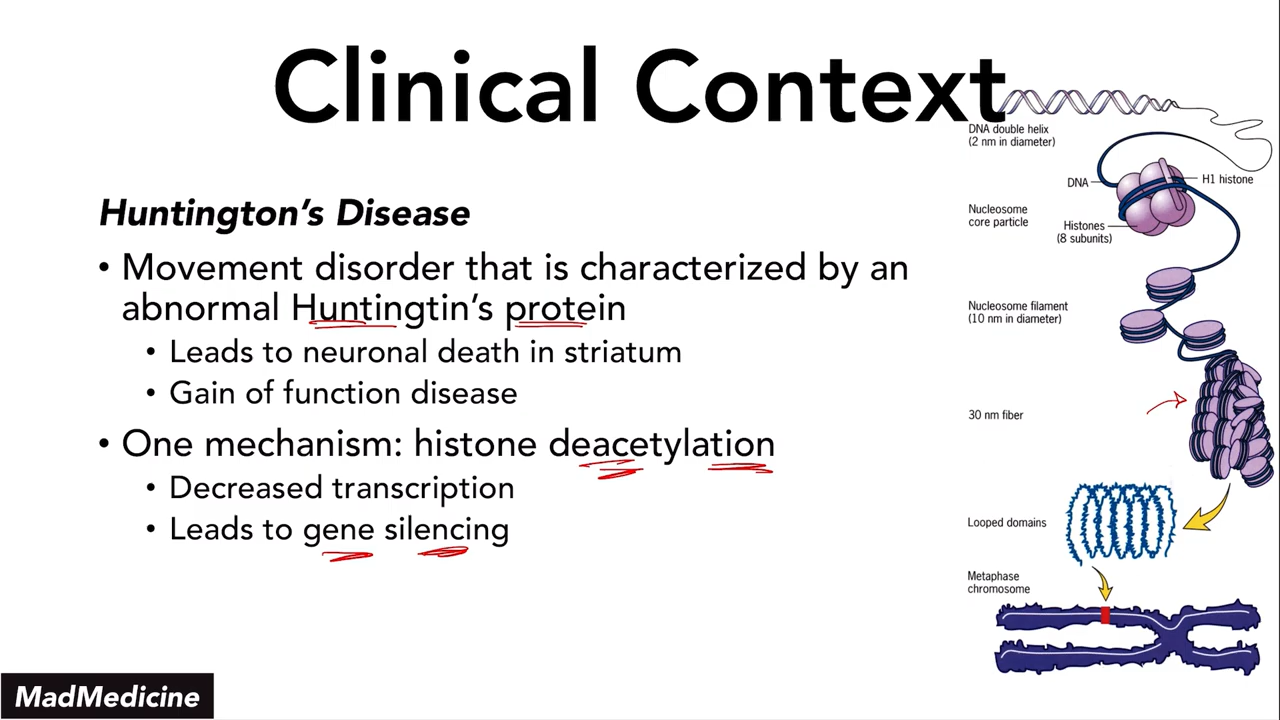 Clinical Context
Huntington's Disease
• Movement disorder that is characterized by an
abnormal Huntingtin's protein
• Leads to neuronal death in striatum
• Gain of function disease
• One mechanism: histone deacetylation
• Decreased transcription
• Leads to gene silencing
DNA double helix
(2 nm in diameter)
DNA
H1 histone
Nucleosome
core particle
Histones
(8 subunits)
Nucleosome filament
(10 nm in diameter)
30 nm fiber
Looped domains
Metaphase
chromosome
MadMedicine